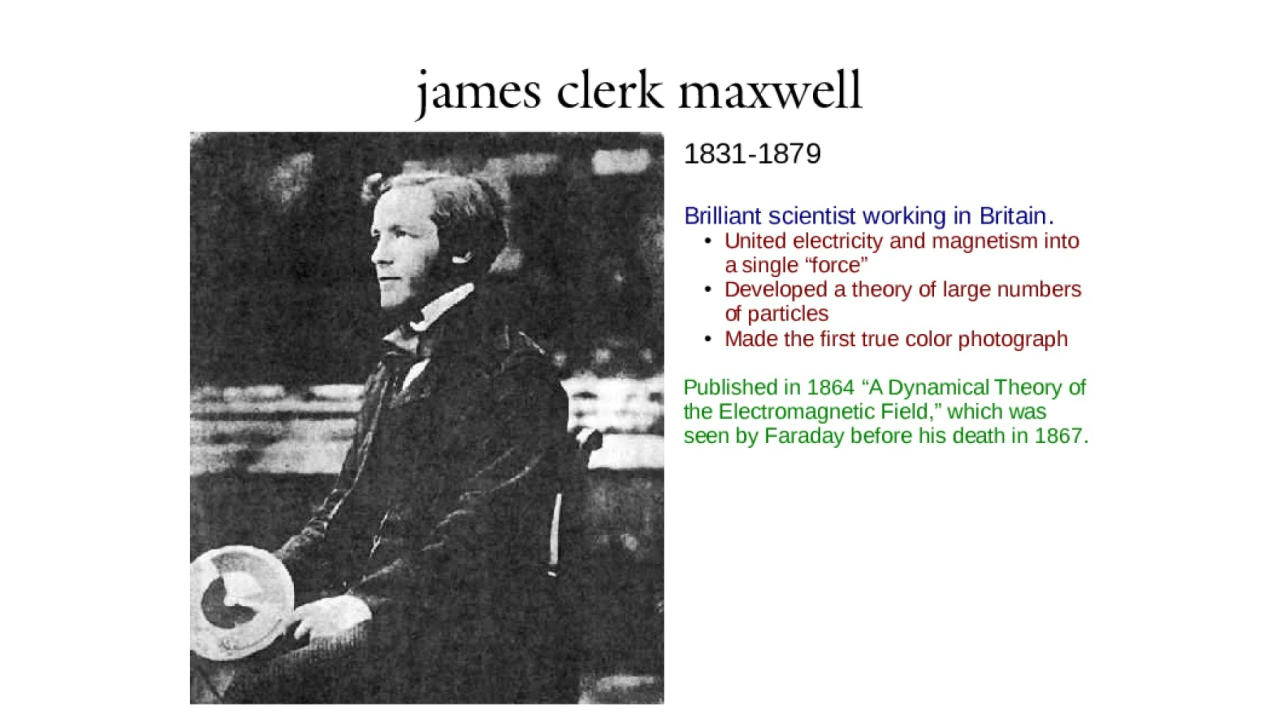 james clerk maxwell
1831-1879
Brilliant scientist working in Britain.
• United electricity and magnetism into
a single “force”
• Developed a theory of large numbers
of particles
• Made the first true color photograph
Published in 1864 “A Dynamical Theory of
the Electromagnetic Field,” which was
seen by Faraday before his death in 1867.